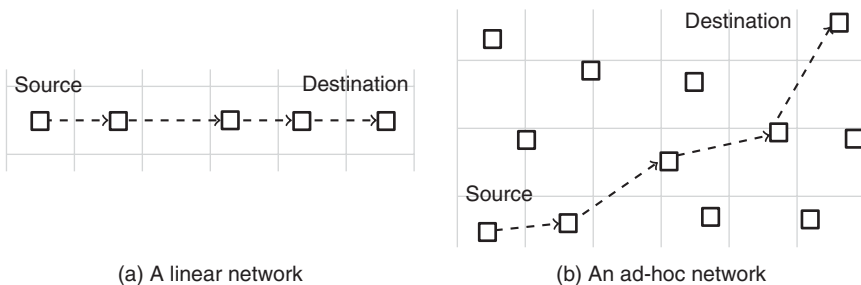 Source
Destination
(a) A linear network
Destination
Source
(b) An ad-hoc network